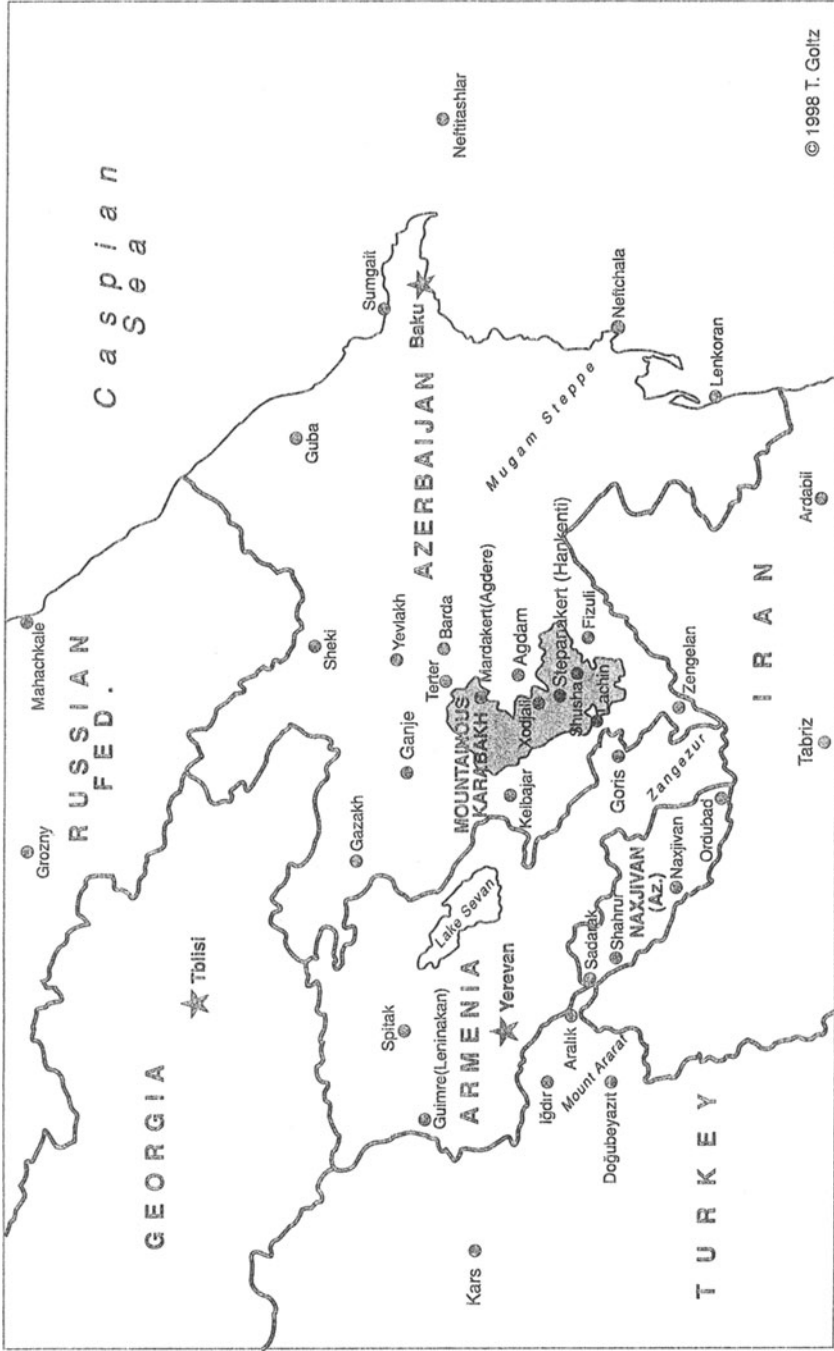 Caspian
Sea
RUSSIAN
FED.
Grozny
Mahachkale
GEORGIA
Tblisi
Guba
Sumgait
Baku
Neftitashlar
Sheki
Gazakh
Ganje
Yevlakh
AZERBAIJAN
Terter
Barda
Spitak
Guimre(Leninakan)
Kars
ARMENIA
Lake Sevan
Yerevan
MOUNTAINOUS
KARABAKH
Mardakert(Agdere)
Kelbajar
Agdam
Xodjali
Stepanakert (Hankenti)
Shusha
Lachin
Fizuli
Mugam Steppe
Neftchala
Lenkoran
Goris
Zangezur
Zengelan
Iğdır
Aralık
Mount Ararat
Doğubeyazıt
Sadarak
Shahrur
NAXJIVAN
(Az.)
Naxjivan
Ordubad
TURKEY
IRAN
Tabriz
Ardabil
© 1998 T. Goltz